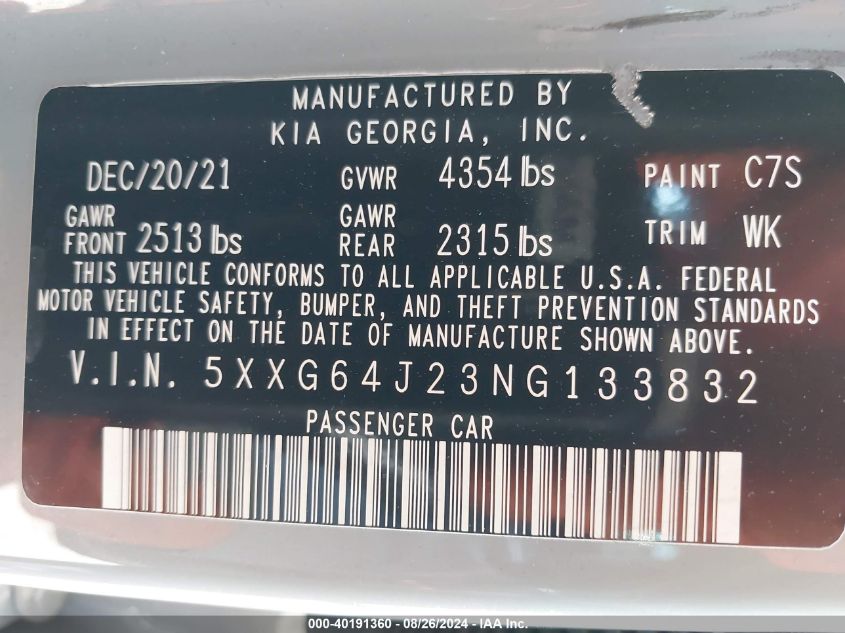 MANUFACTURED BY
KIA GEORGIA, INC.
DEC/20/21 GVWR 4354 lbs PAINT C7S
GAWR FRONT 2513 lbs GAWR REAR 2315 lbs TRIM WK
THIS VEHICLE CONFORMS TO ALL APPLICABLE U.S.A. FEDERAL
MOTOR VEHICLE SAFETY, BUMPER, AND THEFT PREVENTION STANDARDS
IN EFFECT ON THE DATE OF MANUFACTURE SHOWN ABOVE.
V.I.N. 5XXG64J23NG133832
PASSENGER CAR
000-40191360 - 08/26/2024 - IAA Inc.